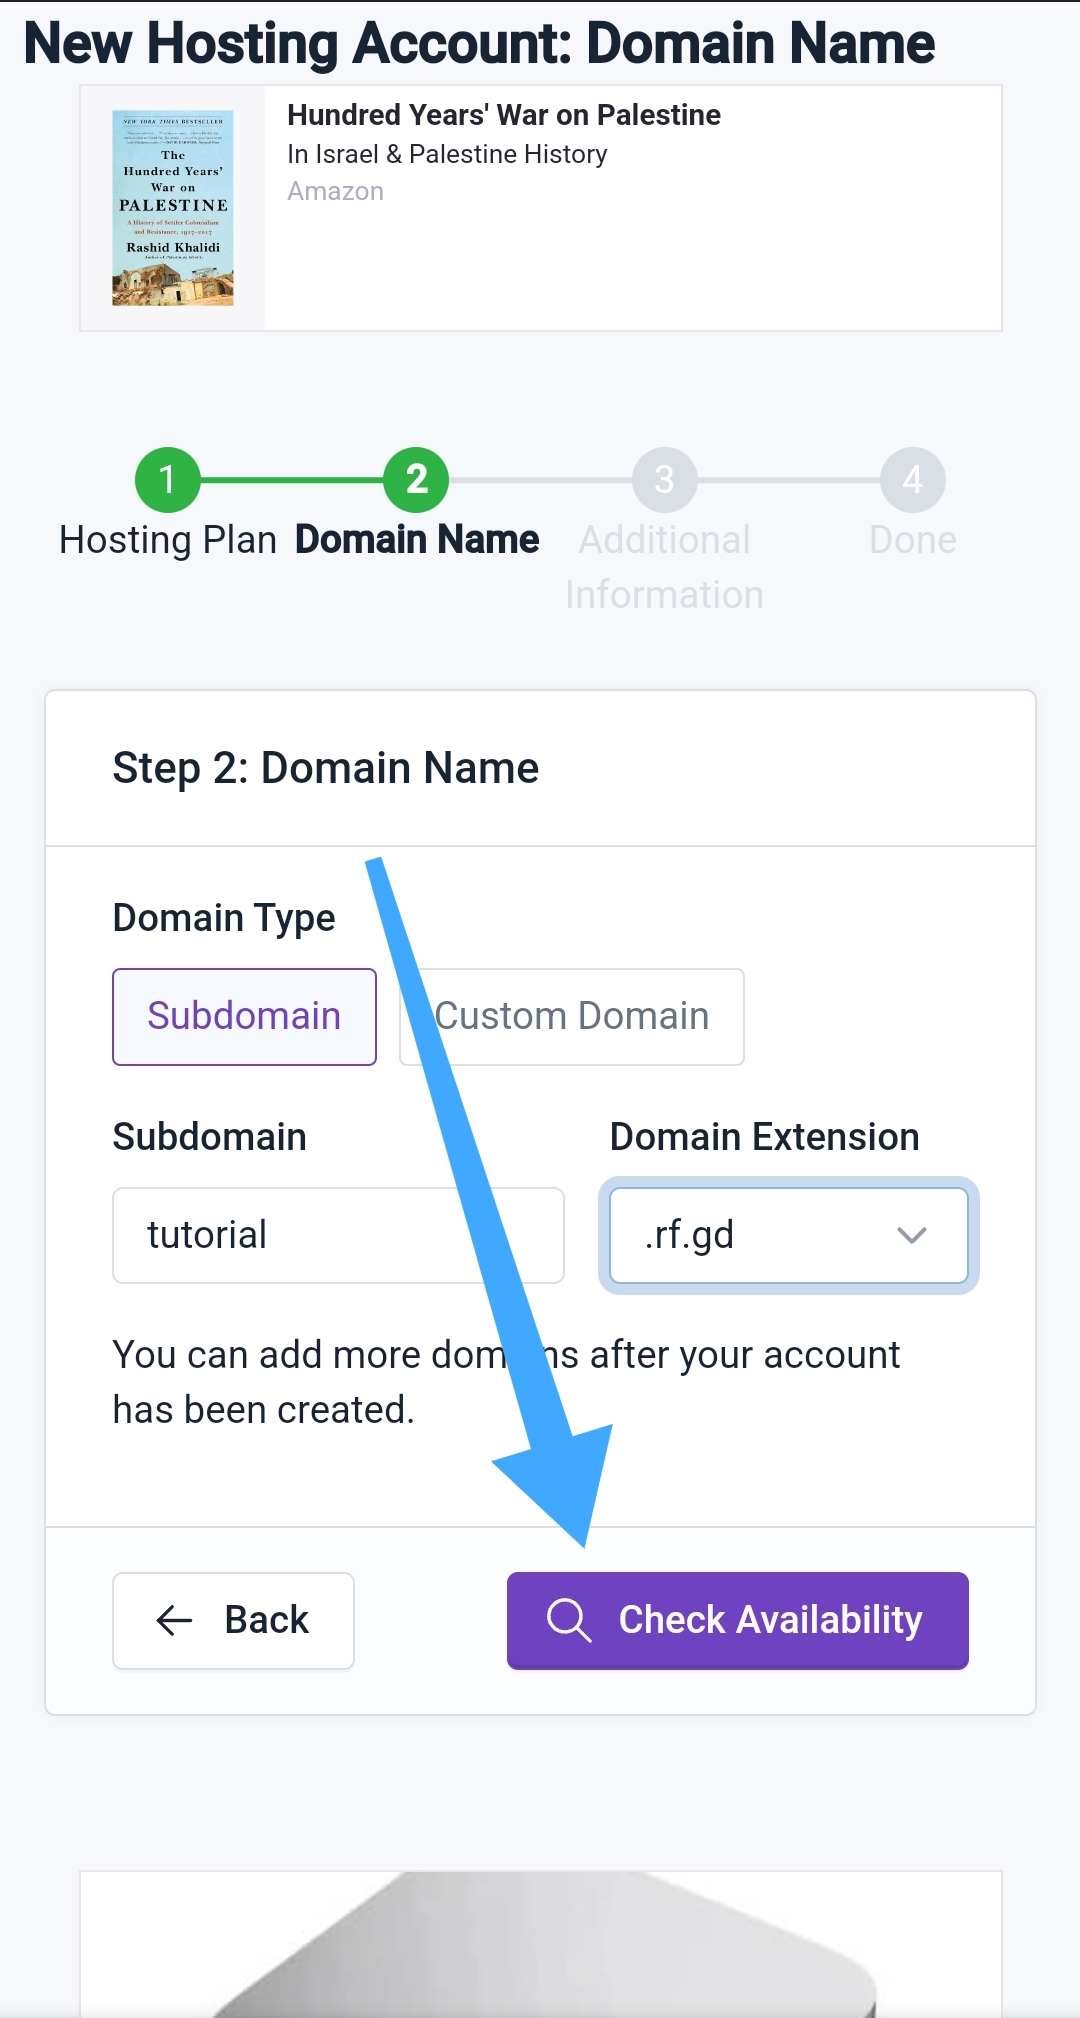 New Hosting Account: Domain Name
NEW YORK TIMES BESTSELLER
The
Hundred Years'
War on
PALESTINE
A History of Settler Colonialism
and Resistance, 1917–2017
Rashid Khalidi
Hundred Years' War on Palestine
In Israel & Palestine History
Amazon
1
2
3
4
Hosting Plan
Domain Name
Additional
Information
Done
Step 2: Domain Name
Domain Type
Subdomain
Custom Domain
Subdomain
Domain Extension
tutorial
.rf.gd
You can add more dom ns after your account
has been created.
Back
Check Availability